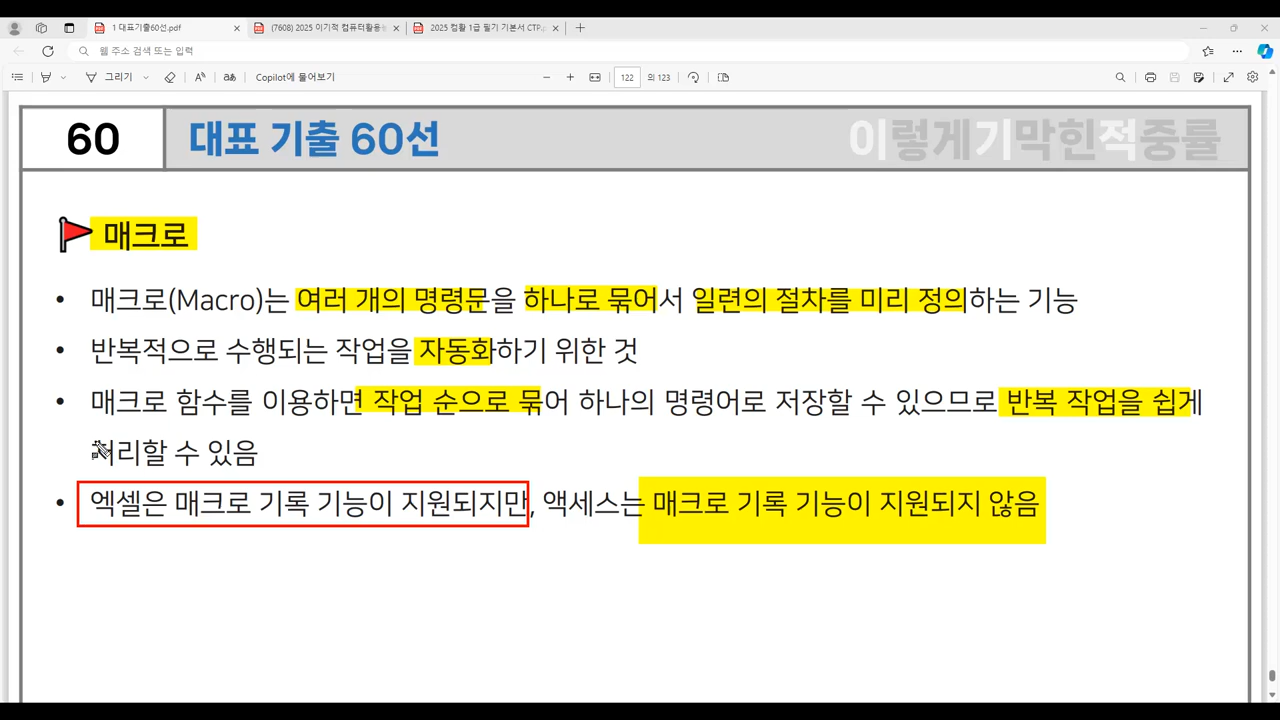 1 대표기출60선.pdf
(7608) 2025 이기적 컴퓨터활용능
2025 컴활 1급 필기 기본서 CTP.
웹 주소 검색 또는 입력
그리기
가あ
Copilot에 물어보기
122 의 123
60 대표 기출 60선 이렇게기막힌적중률
매크로
• 매크로(Macro)는 여러 개의 명령문을 하나로 묶어서 일련의 절차를 미리 정의하는 기능
• 반복적으로 수행되는 작업을 자동화하기 위한 것
• 매크로 함수를 이용하면 작업 순으로 묶어 하나의 명령어로 저장할 수 있으므로 반복 작업을 쉽게
처리할 수 있음
• 엑셀은 매크로 기록 기능이 지원되지만, 액세스는 매크로 기록 기능이 지원되지 않음